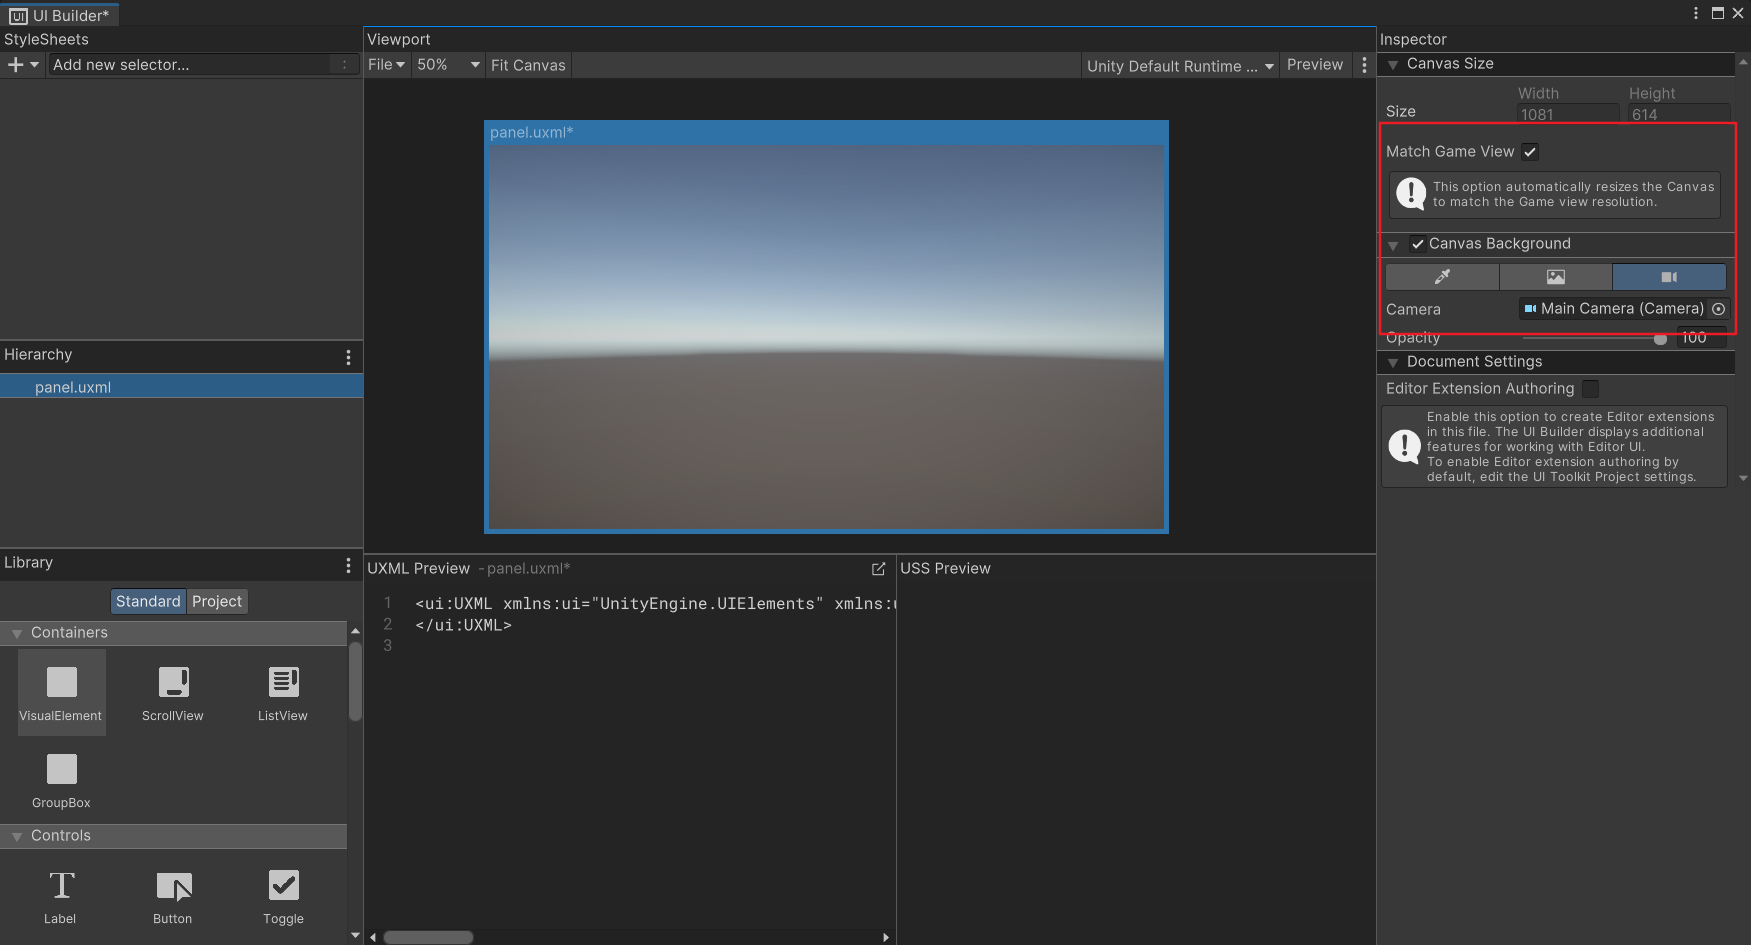 UI Builder*
StyleSheets
Add new selector...
Hierarchy
panel.uxml
Library
Standard Project
Containers
VisualElement ScrollView ListView
GroupBox
Controls
Label Button Toggle
Viewport
File 50% Fit Canvas Unity Default Runtime ... Preview
panel.uxml*
UXML Preview - panel.uxml*
1 <ui:UXML xmlns:ui="UnityEngine.UIElements" xmlns:u
2 </ui:UXML>
3
USS Preview
Inspector
Canvas Size
Width Height
Size 1081 614
Match Game View
This option automatically resizes the Canvas
to match the Game view resolution.
Canvas Background
Camera Main Camera (Camera)
Opacity 100
Document Settings
Editor Extension Authoring
Enable this option to create Editor extensions
in this file. The UI Builder displays additional
features for working with Editor UI.
To enable Editor extension authoring by
default, edit the UI Toolkit Project settings.